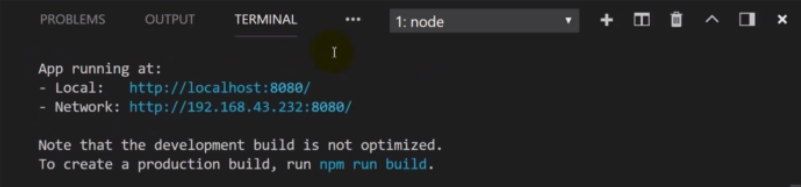 PROBLEMS OUTPUT TERMINAL ••• 1: node
App running at:
- Local: http://localhost:8080/
- Network: http://192.168.43.232:8080/
Note that the development build is not optimized.
To create a production build, run npm run build.